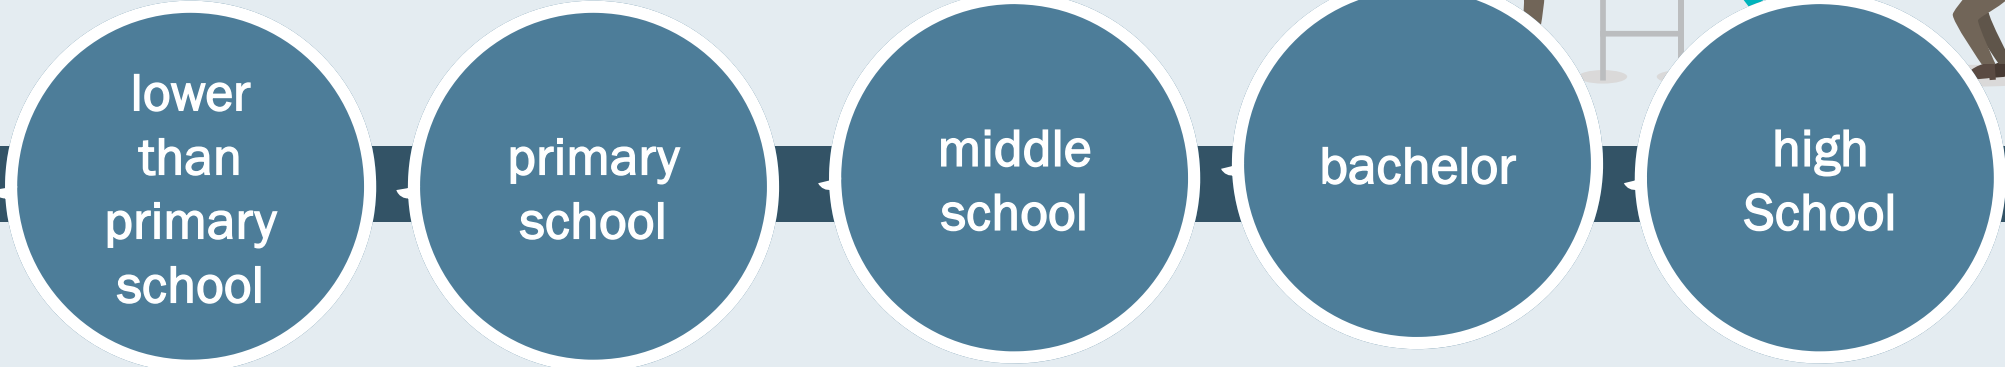 lower
than
primary
school
primary
school
middle
school
bachelor
high
School